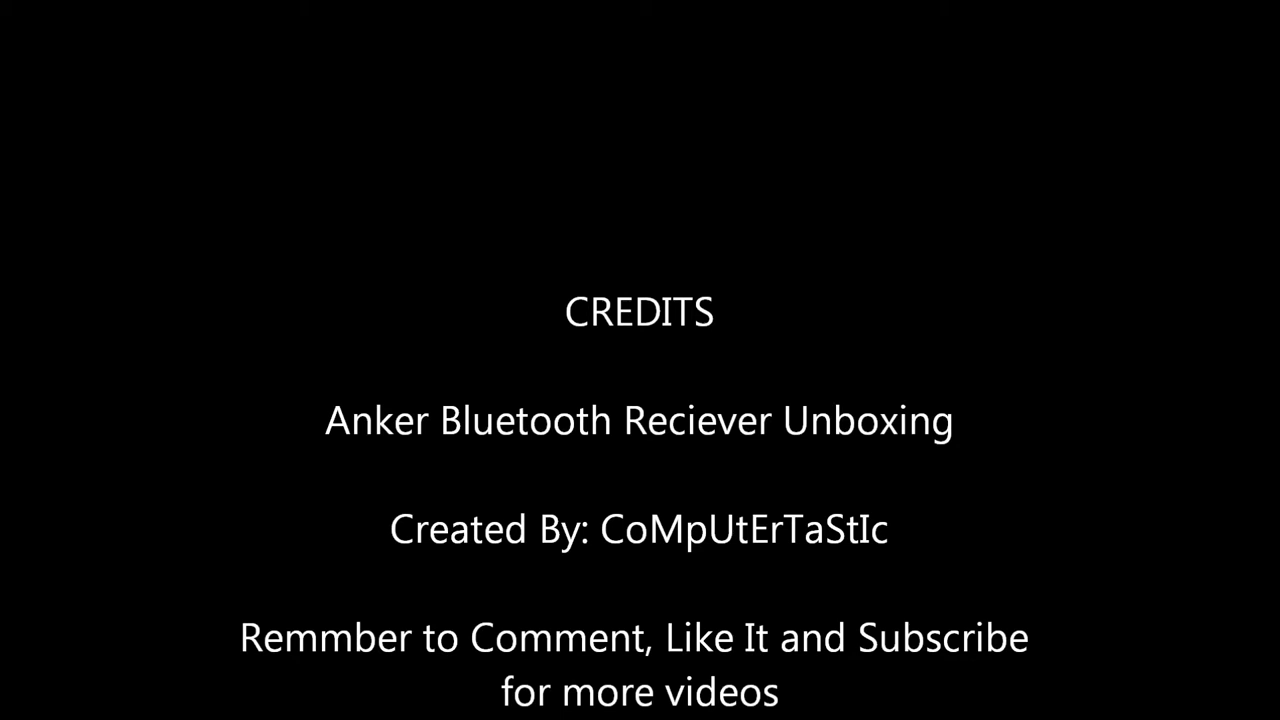 CREDITS
Anker Bluetooth Reciever Unboxing
Created By: CoMpUtErTaStIc
Remmber to Comment, Like It and Subscribe
for more videos